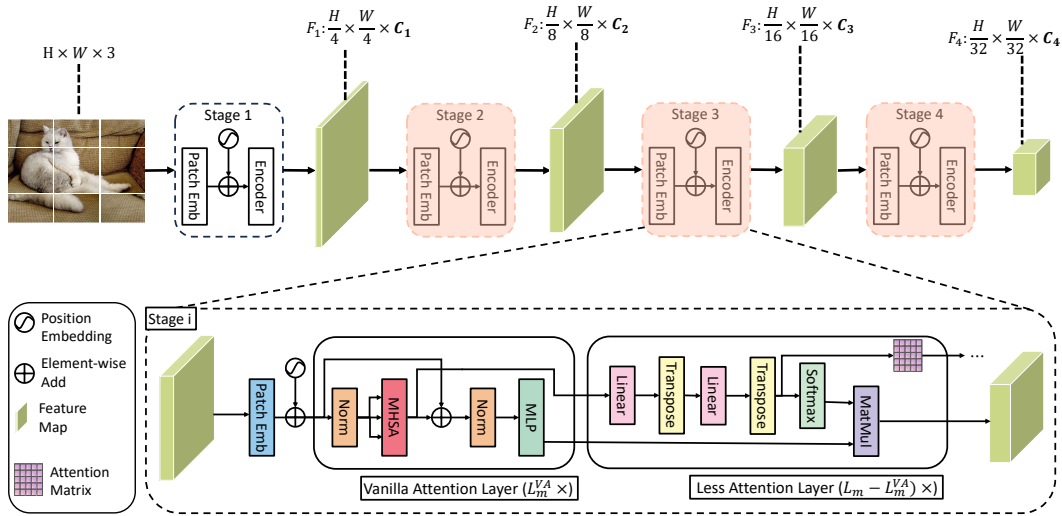 H × W × 3
F₁: H/4 × W/4 × C₁
F₂: H/8 × W/8 × C₂
F₃: H/16 × W/16 × C₃
F₄: H/32 × W/32 × C₄
Stage 1
Patch Emb
Encoder
Stage 2
Patch Emb
Encoder
Stage 3
Patch Emb
Encoder
Stage 4
Patch Emb
Encoder
Position
Embedding
Element-wise
Add
Feature
Map
Attention
Matrix
Stage i
Patch Emb
Norm
MHSA
Norm
MLP
Vanilla Attention Layer (L_m^{VA} ×)
Linear
Transpose
Linear
Transpose
Softmax
MatMul
...
Less Attention Layer (L_m − L_m^{VA}) ×)